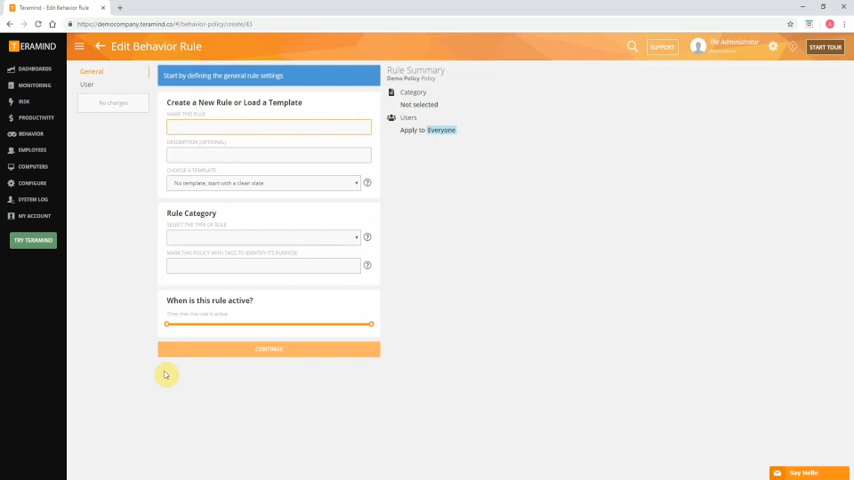 Teramind - Edit Behavior Rule
https://democompany.teramind.co/#/behavior-policy/create/43
TERAMIND
Edit Behavior Rule
SUPPORT
The Administrator
START TOUR
DASHBOARDS
MONITORING
RISK
PRODUCTIVITY
BEHAVIOR
EMPLOYEES
COMPUTERS
CONFIGURE
SYSTEM LOG
MY ACCOUNT
TRY TERAMIND
General
User
No changes
Start by defining the general rule settings
Create a New Rule or Load a Template
NAME THIS RULE
DESCRIPTION (OPTIONAL)
CHOOSE A TEMPLATE
No template, start with a clean slate
Rule Category
SELECT THE TYPE OF RULE
MARK THIS POLICY WITH TAGS TO IDENTIFY IT'S PURPOSE
When is this rule active?
Time that this rule is active
CONTINUE
Rule Summary
Demo Policy Policy
Category
Not selected
Users
Apply to Everyone
Say Hello